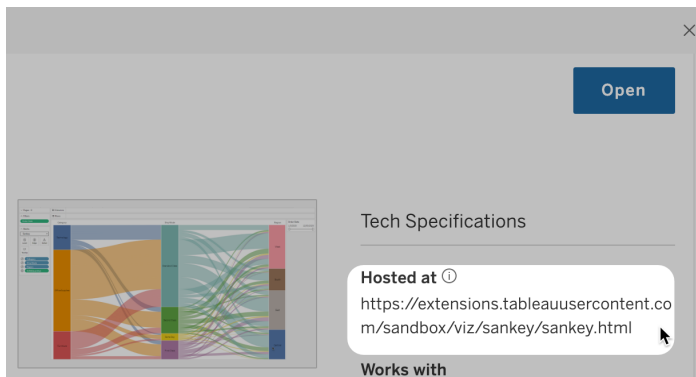 Open
Tech Specifications
Hosted at
https://extensions.tableauusercontent.co
m/sandbox/viz/sankey/sankey.html
Works with